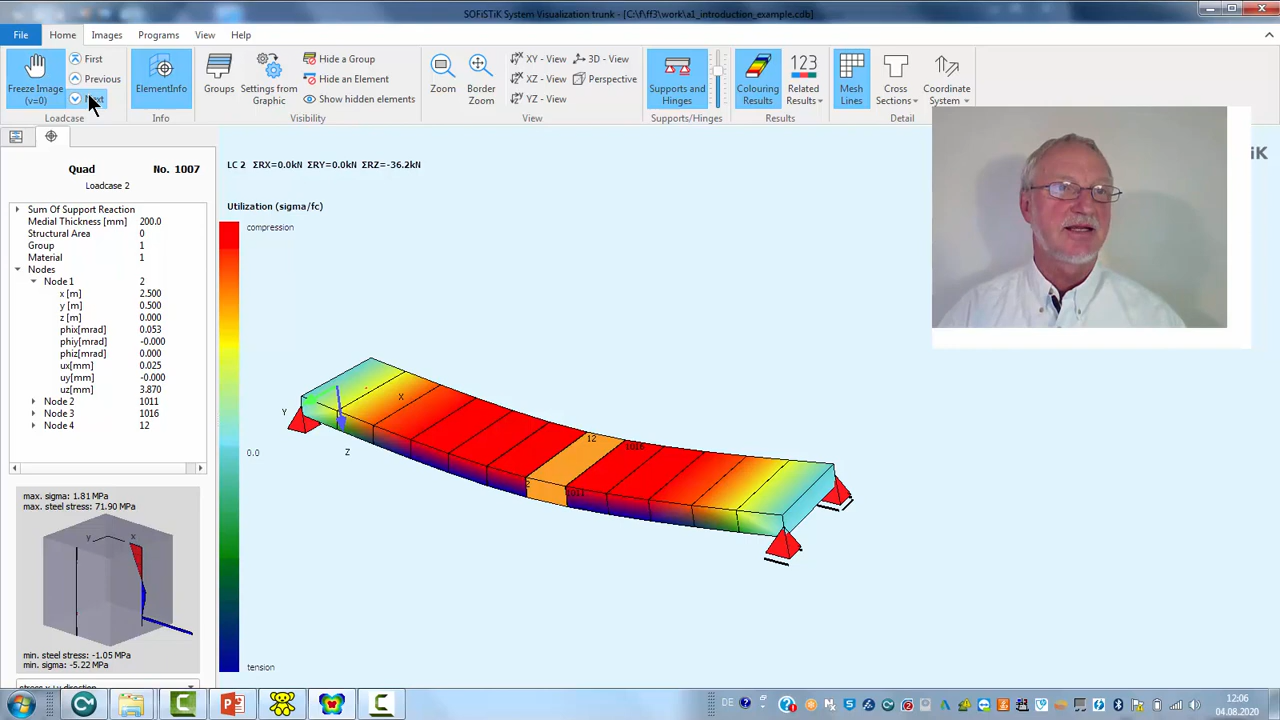 SOFiSTiK System Visualization trunk - [C:\f\ff3\work\a1_introduction_example.cdb]
File Home Images Programs View Help
Freeze Image (v=0)
First
Previous
Loadcase
ElementInfo
Info
Groups
Settings from Graphic
Hide a Group
Hide an Element
Show hidden elements
Visibility
Zoom
Border Zoom
XY - View
XZ - View
YZ - View
3D - View
Perspective
View
Supports and Hinges
Supports/Hinges
Colouring Results
123
Related Results
Results
Mesh Lines
Cross Sections
Coordinate System
Detail
Quad No. 1007
Loadcase 2
Sum Of Support Reaction
Medial Thickness [mm] 200.0
Structural Area 0
Group 1
Material 1
Nodes
Node 1 2
x [m] 2.500
y [m] 0.500
z [m] 0.000
phix[mrad] 0.053
phiy[mrad] -0.000
phiz[mrad] 0.000
ux[mm] 0.025
uy[mm] -0.000
uz[mm] 3.870
Node 2 1011
Node 3 1016
Node 4 12
max. sigma: 1.81 MPa
max. steel stress: 71.90 MPa
y x
min. steel stress: -1.05 MPa
min. sigma: -5.22 MPa
LC 2 ΣRX=0.0kN ΣRY=0.0kN ΣRZ=-36.2kN
Utilization (sigma/fc)
compression
0.0
tension
X
Y
Z
12
1016
2
1011
iK
DE
12:06
04.08.2020